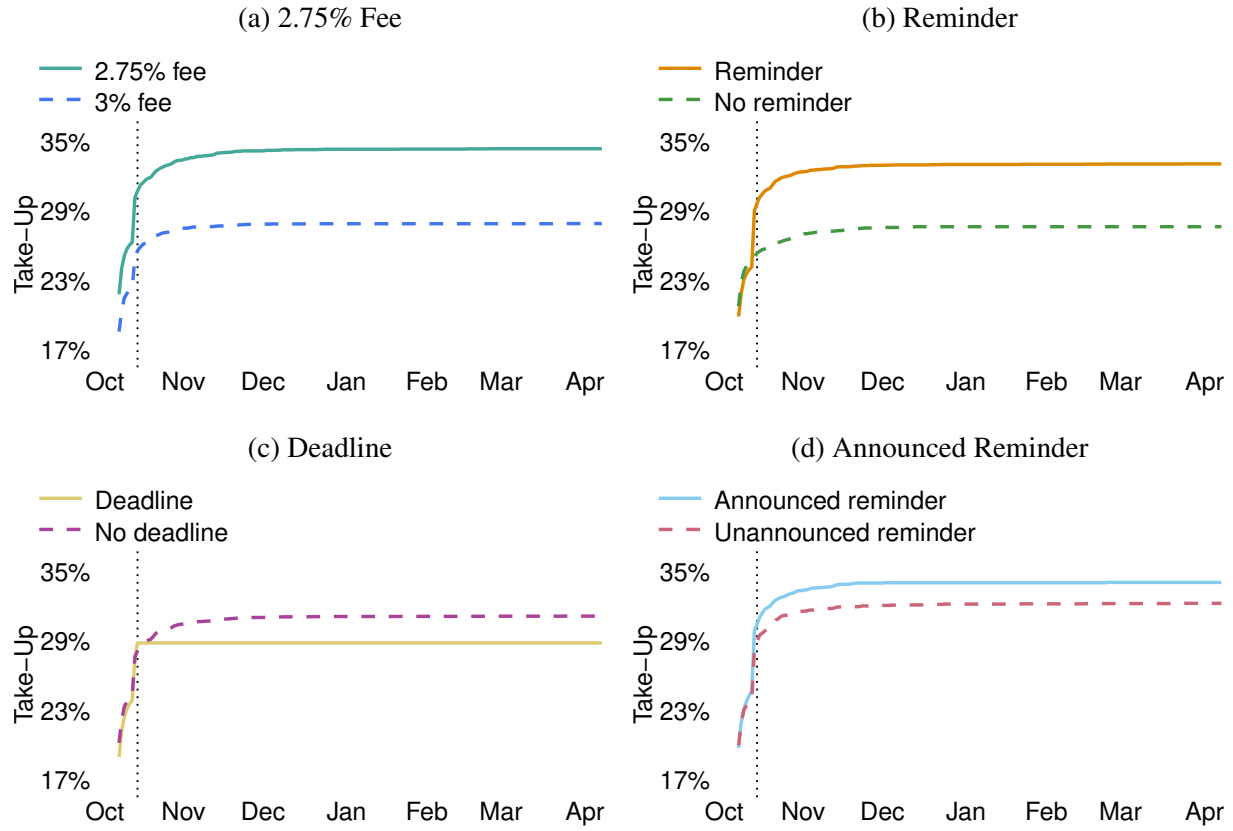 (a) 2.75% Fee
2.75% fee
3% fee
35%
29%
23%
17%
Take−Up
Oct Nov Dec Jan Feb Mar Apr
(b) Reminder
Reminder
No reminder
35%
29%
23%
17%
Take−Up
Oct Nov Dec Jan Feb Mar Apr
(c) Deadline
Deadline
No deadline
35%
29%
23%
17%
Take−Up
Oct Nov Dec Jan Feb Mar Apr
(d) Announced Reminder
Announced reminder
Unannounced reminder
35%
29%
23%
17%
Take−Up
Oct Nov Dec Jan Feb Mar Apr